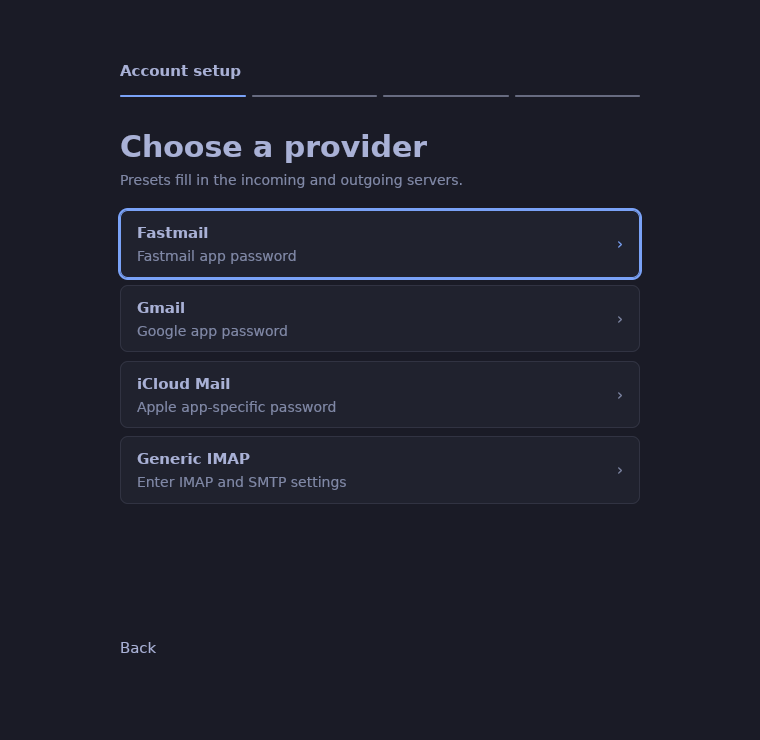 Account setup
Choose a provider
Presets fill in the incoming and outgoing servers.
Fastmail
Fastmail app password
›
Gmail
Google app password
›
iCloud Mail
Apple app-specific password
›
Generic IMAP
Enter IMAP and SMTP settings
›
Back